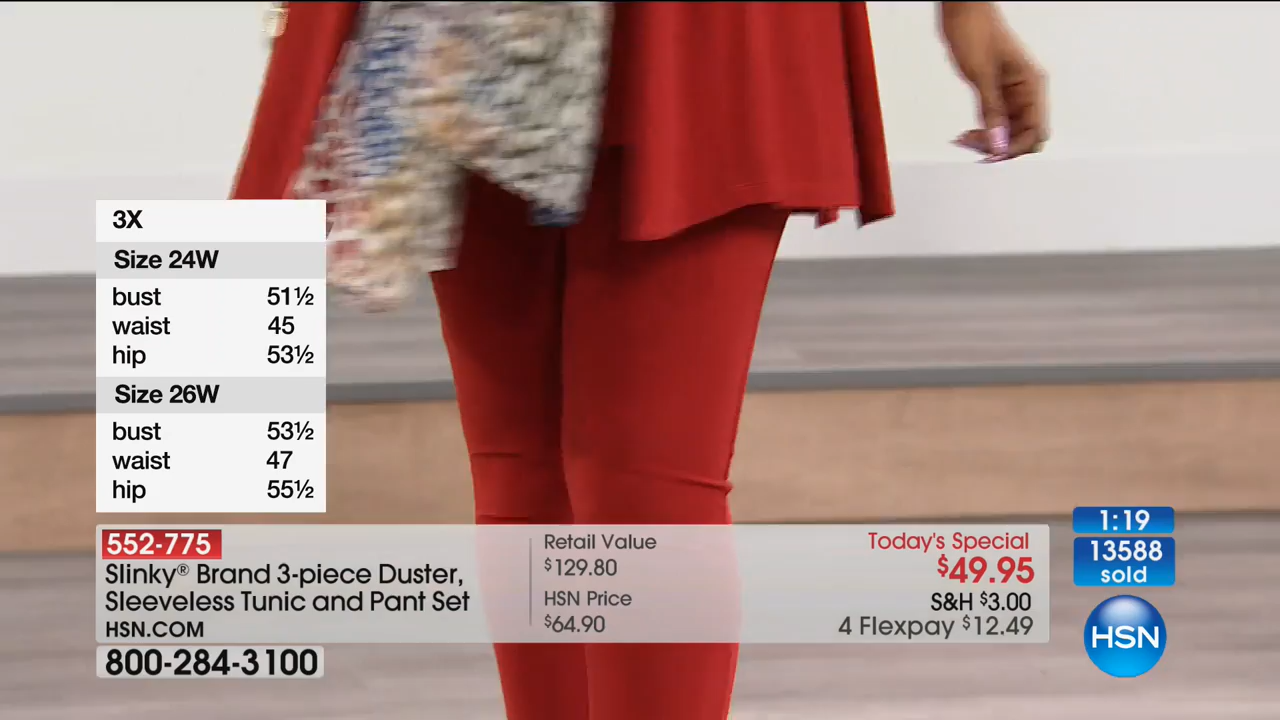 3X
Size 24W
bust 51½
waist 45
hip 53½
Size 26W
bust 53½
waist 47
hip 55½
552-775
Slinky® Brand 3-piece Duster,
Sleeveless Tunic and Pant Set
HSN.COM
800-284-3100
Retail Value
$129.80
HSN Price
$64.90
Today's Special
$49.95
S&H $3.00
4 Flexpay $12.49
1:19
13588
sold
HSN